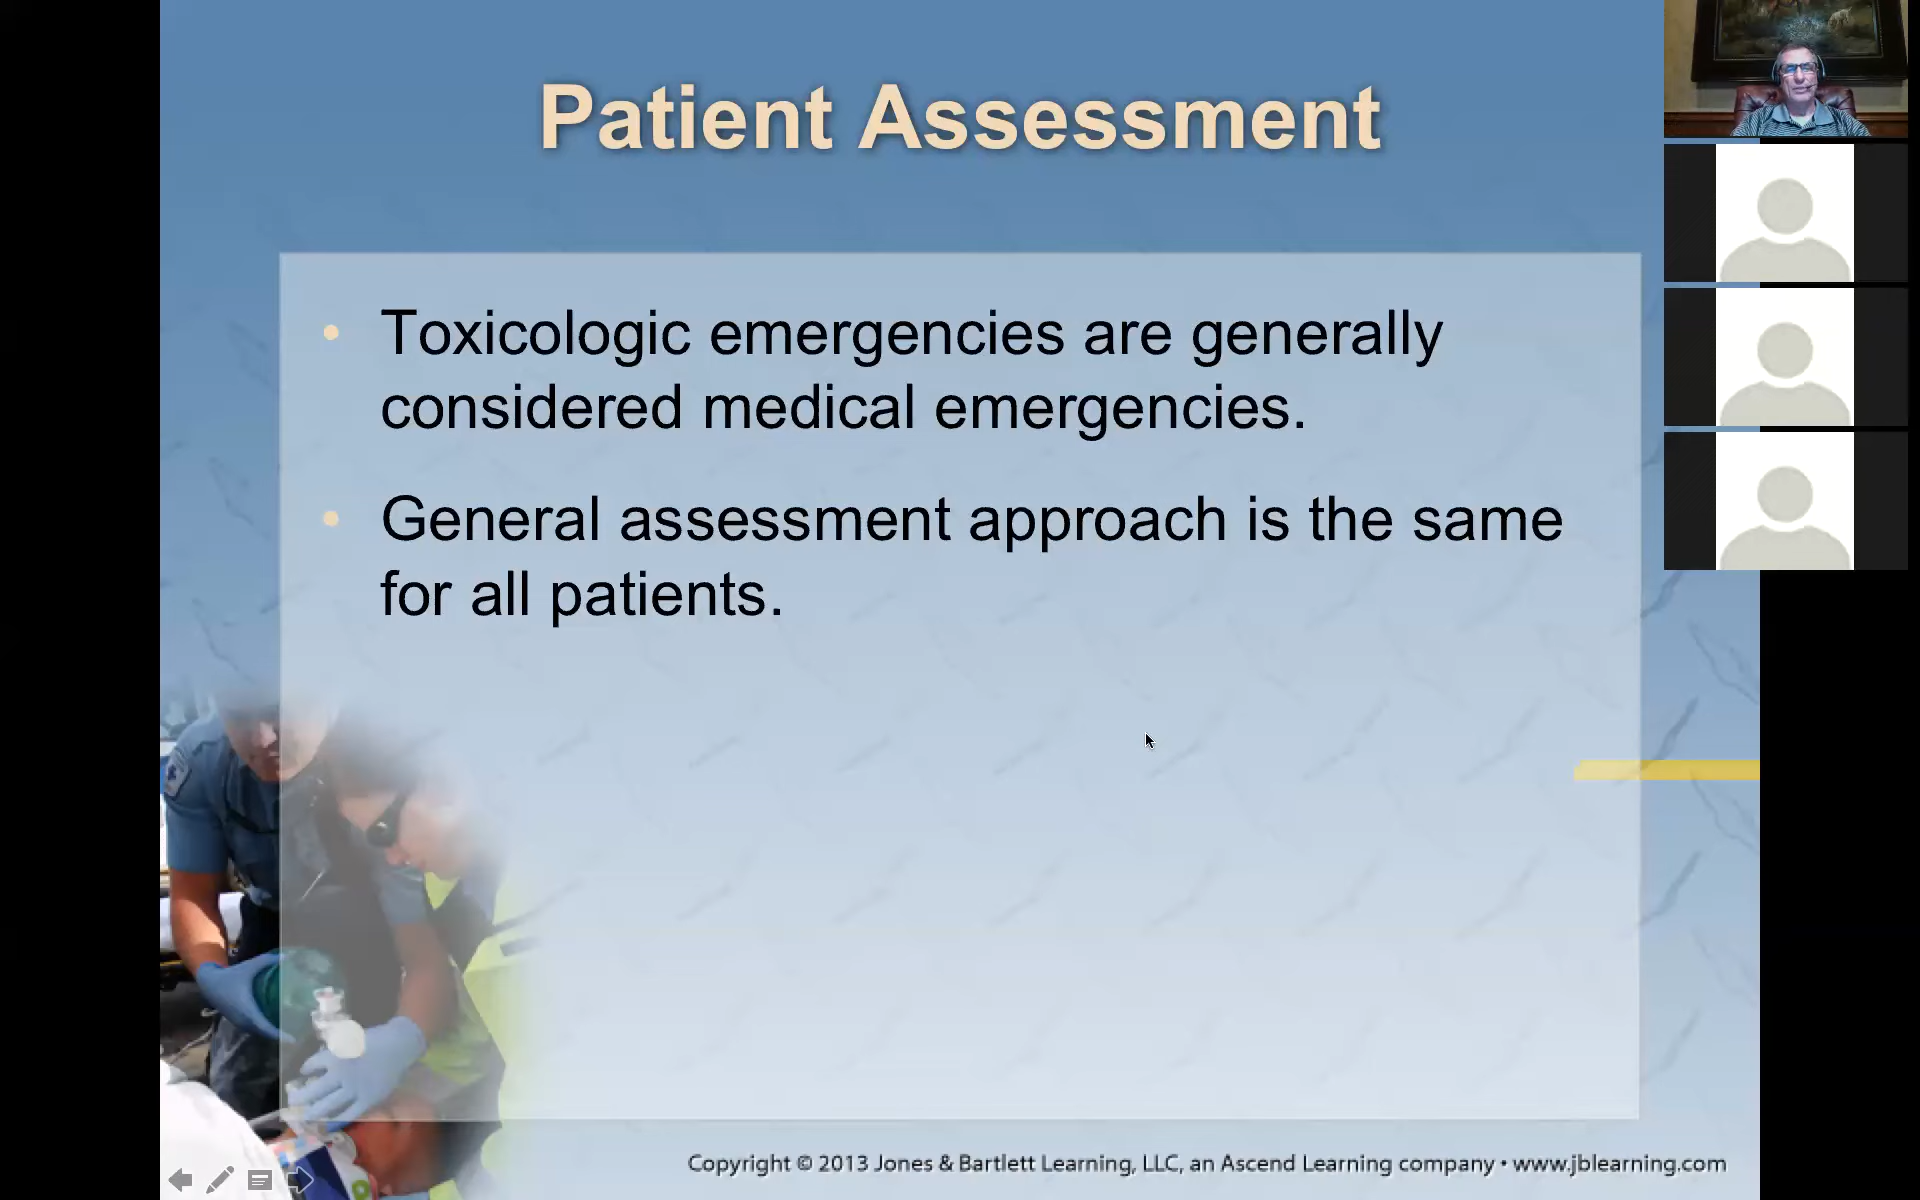 Patient Assessment
• Toxicologic emergencies are generally
considered medical emergencies.
• General assessment approach is the same
for all patients.
Copyright © 2013 Jones & Bartlett Learning, LLC, an Ascend Learning company • www.jblearning.com